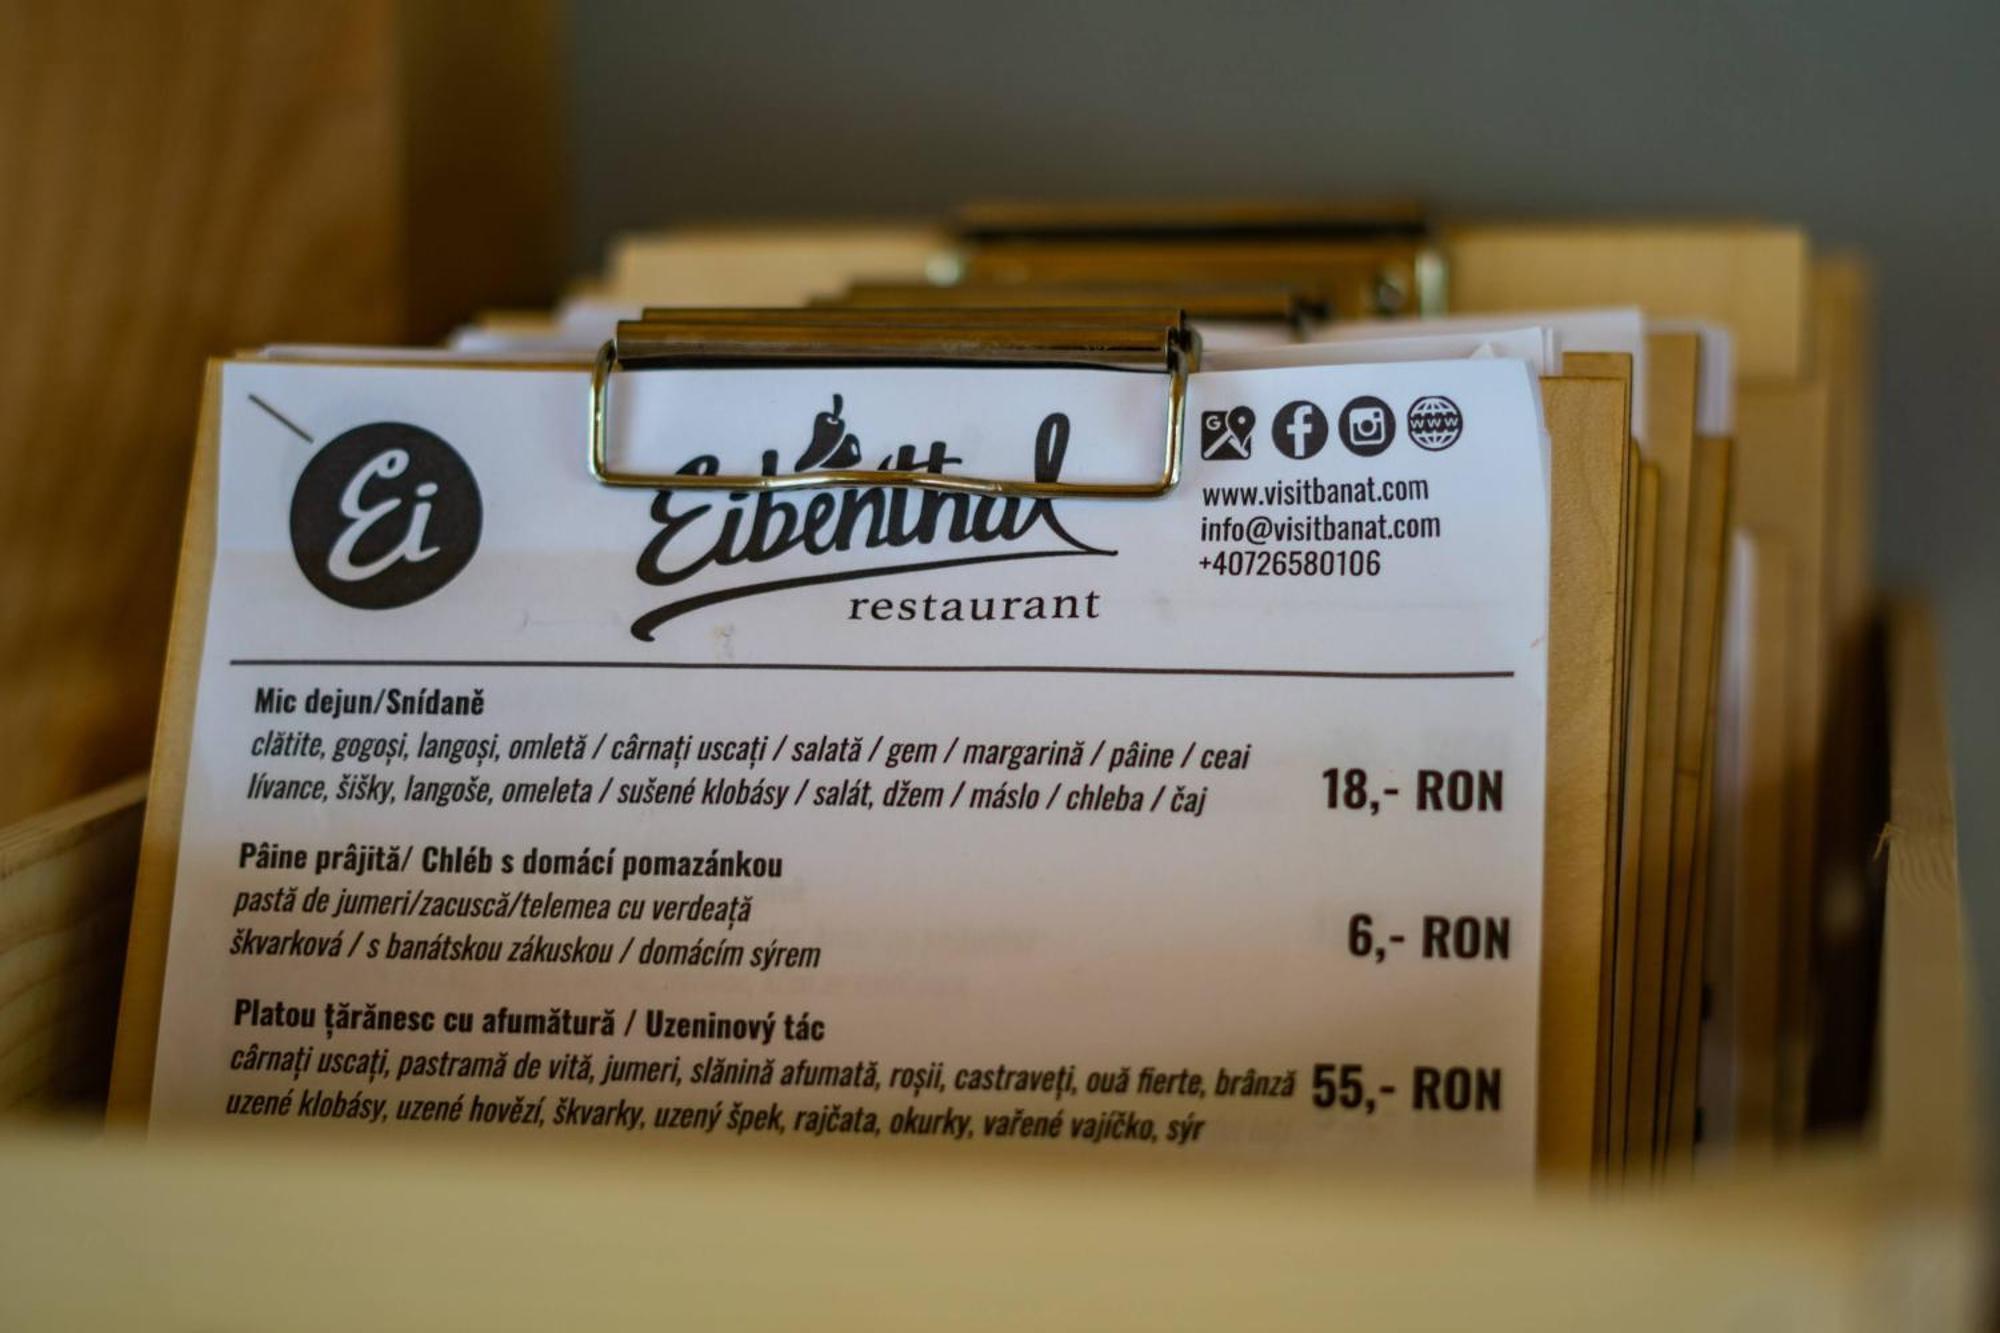 Ei
Eibenthal
restaurant
G
www
www.visitbanat.com
info@visitbanat.com
+40726580106
Mic dejun/Snídaně
clătite, gogoși, langoși, omletă / cârnați uscați / salată / gem / margarină / pâine / ceai
lívance, šišky, langoše, omeleta / sušené klobásy / salát, džem / máslo / chleba / čaj
18,- RON
Pâine prâjită/ Chléb s domácí pomazánkou
pastă de jumeri/zacuscă/telemea cu verdeață
škvarková / s banátskou zákuskou / domácím sýrem
6,- RON
Platou țărănesc cu afumătură / Uzeninový tác
cârnați uscați, pastramă de vită, jumeri, slănină afumată, roșii, castraveți, ouă fierte, brânză
uzené klobásy, uzené hovězí, škvarky, uzený špek, rajčata, okurky, vařené vajíčko, sýr
55,- RON